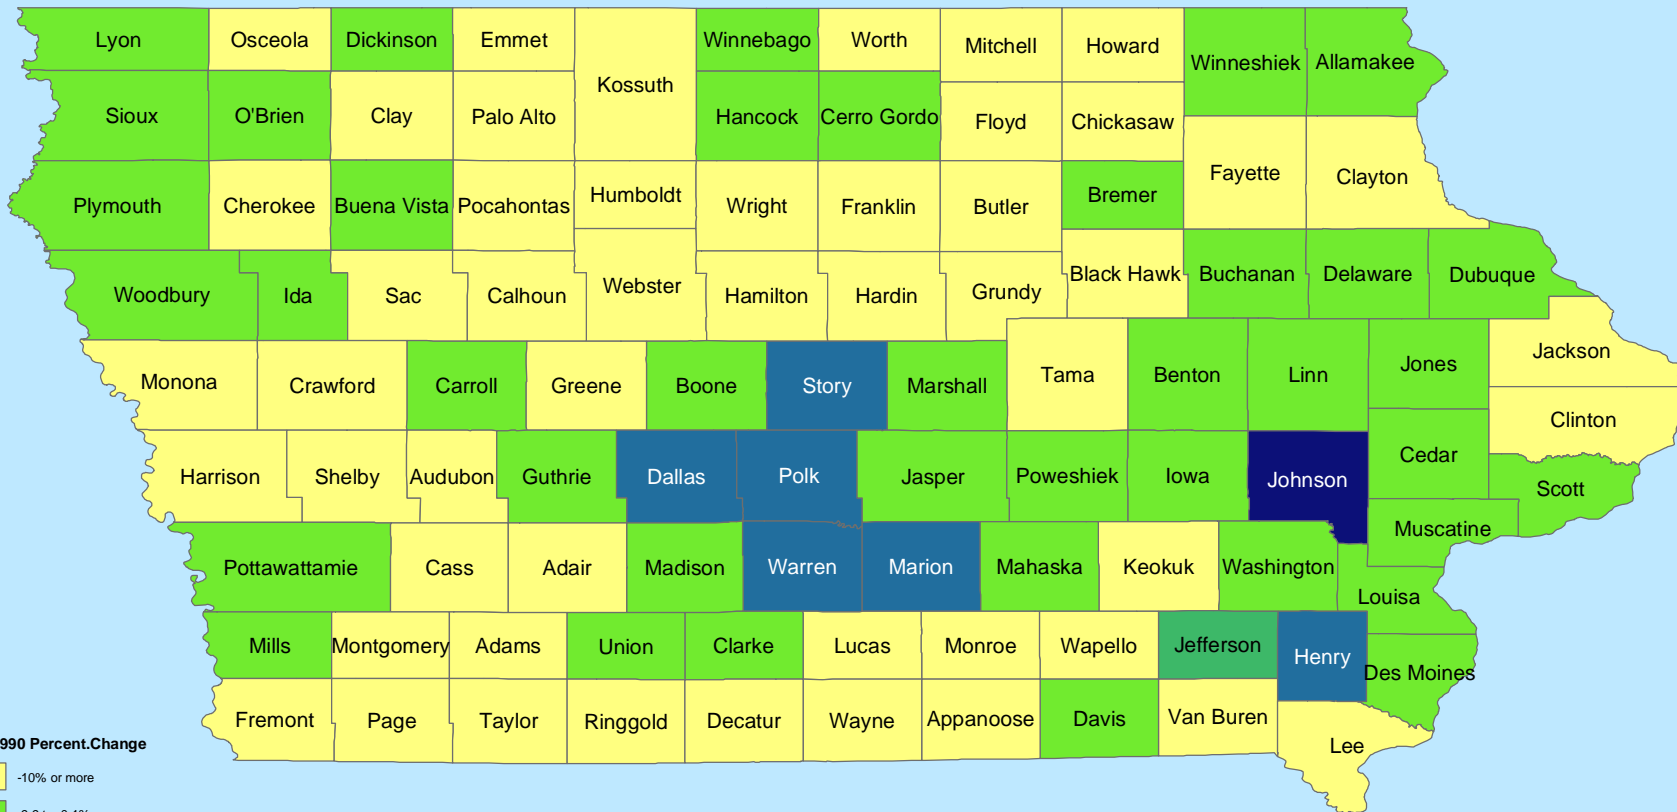 Lyon
Osceola
Dickinson
Emmet
Kossuth
Winnebago
Worth
Mitchell
Howard
Winneshiek
Allamakee
Sioux
O'Brien
Clay
Palo Alto
Hancock
Cerro Gordo
Floyd
Chickasaw
Fayette
Clayton
Plymouth
Cherokee
Buena Vista
Pocahontas
Humboldt
Wright
Franklin
Butler
Bremer
Woodbury
Ida
Sac
Calhoun
Webster
Hamilton
Hardin
Grundy
Black Hawk
Buchanan
Delaware
Dubuque
Monona
Crawford
Carroll
Greene
Boone
Story
Marshall
Tama
Benton
Linn
Jones
Jackson
Clinton
Harrison
Shelby
Audubon
Guthrie
Dallas
Polk
Jasper
Poweshiek
Iowa
Johnson
Cedar
Scott
Muscatine
Pottawattamie
Cass
Adair
Madison
Warren
Marion
Mahaska
Keokuk
Washington
Louisa
Mills
Montgomery
Adams
Union
Clarke
Lucas
Monroe
Wapello
Jefferson
Henry
Des Moines
Fremont
Page
Taylor
Ringgold
Decatur
Wayne
Appanoose
Davis
Van Buren
Lee
990 Percent.Change
-10% or more